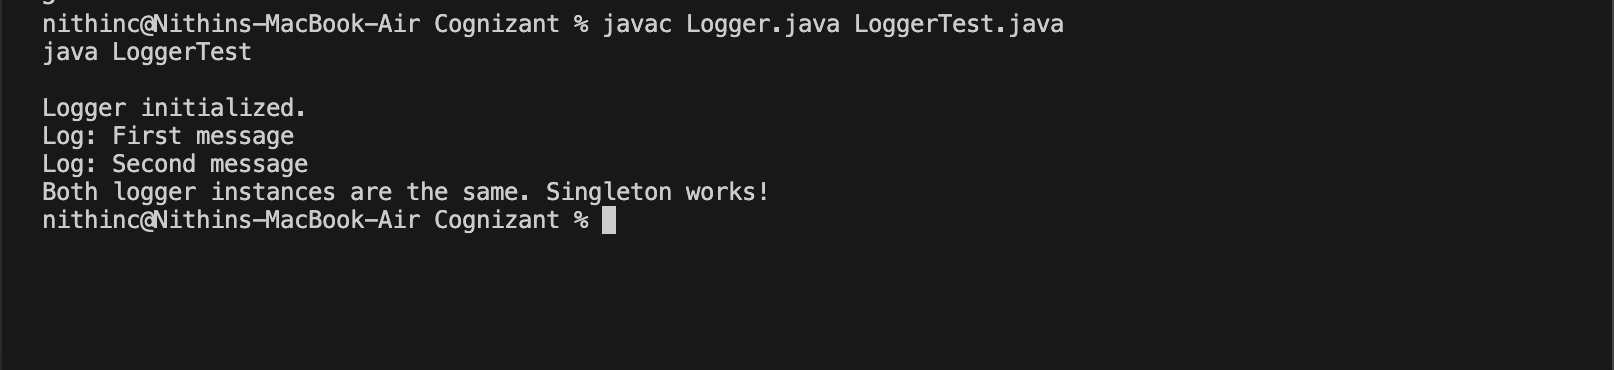 nithinc@Nithins-MacBook-Air Cognizant % javac Logger.java LoggerTest.java
java LoggerTest
Logger initialized.
Log: First message
Log: Second message
Both logger instances are the same. Singleton works!
nithinc@Nithins-MacBook-Air Cognizant %